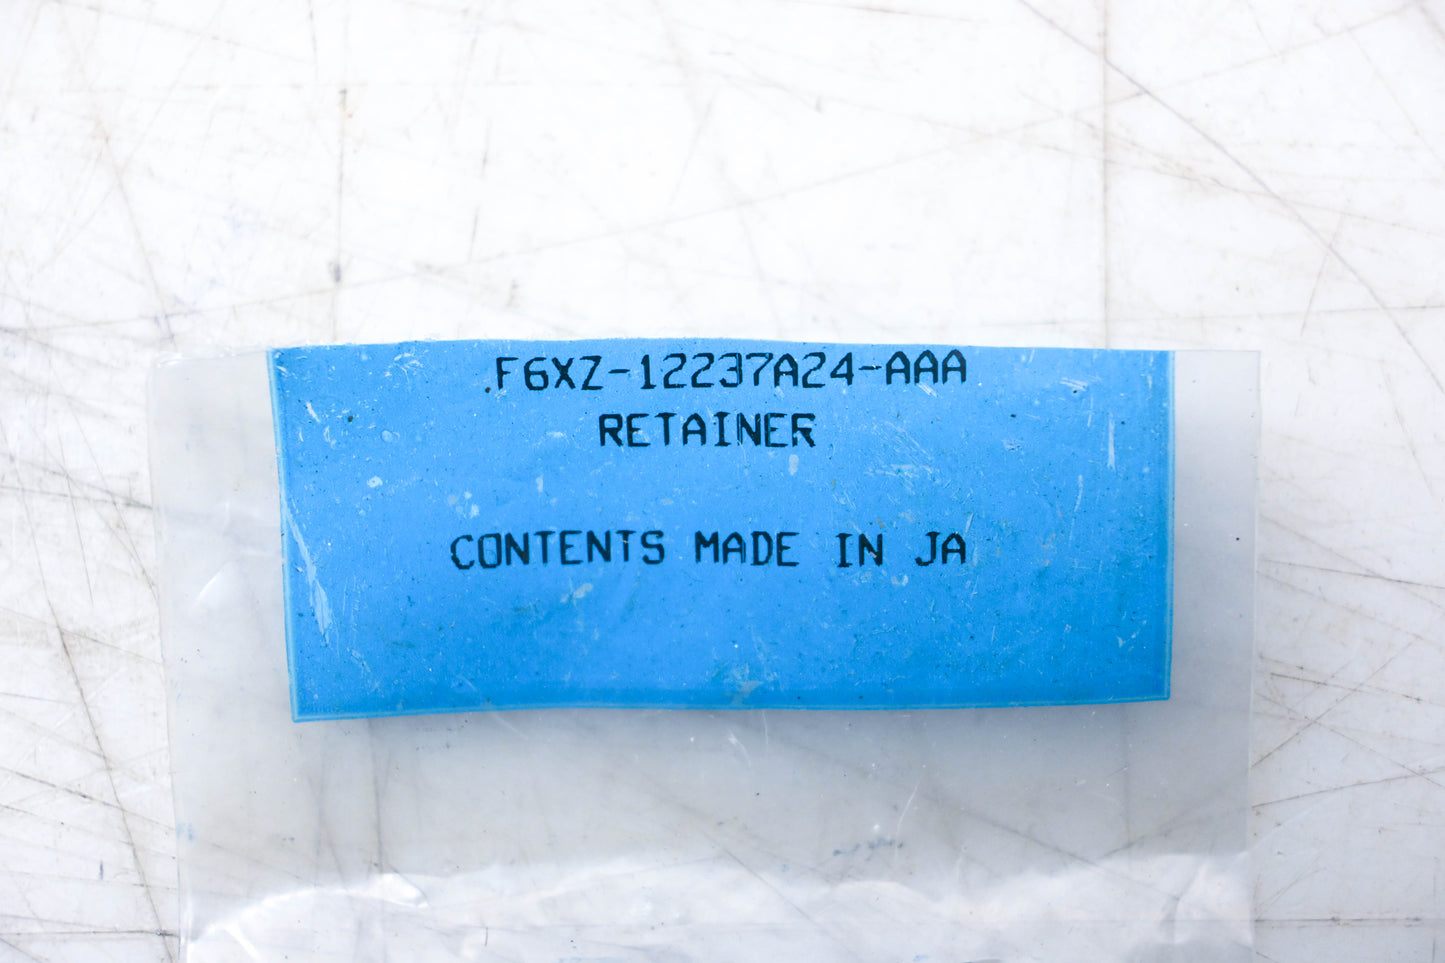 F6XZ-12237A24-AAA
RETAINER
CONTENTS MADE IN JA